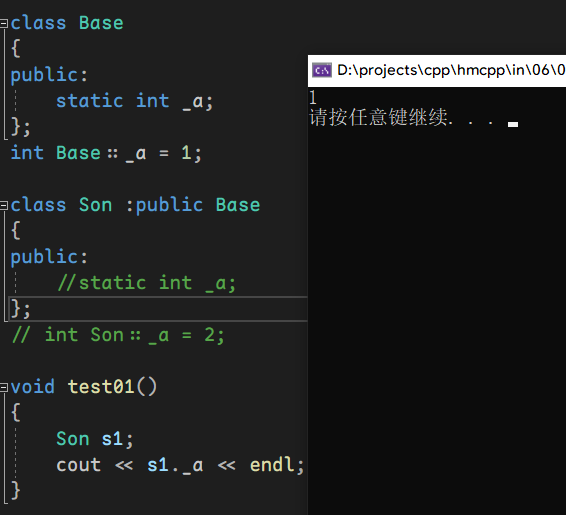 class Base
{
public:
    static int _a;
};
int Base::_a = 1;
class Son :public Base
{
public:
    //static int _a;
};
// int Son::_a = 2;
void test01()
{
    Son s1;
    cout << s1._a << endl;
}
D:\projects\cpp\hmcpp\in\06\0
1
请按任意键继续. . .